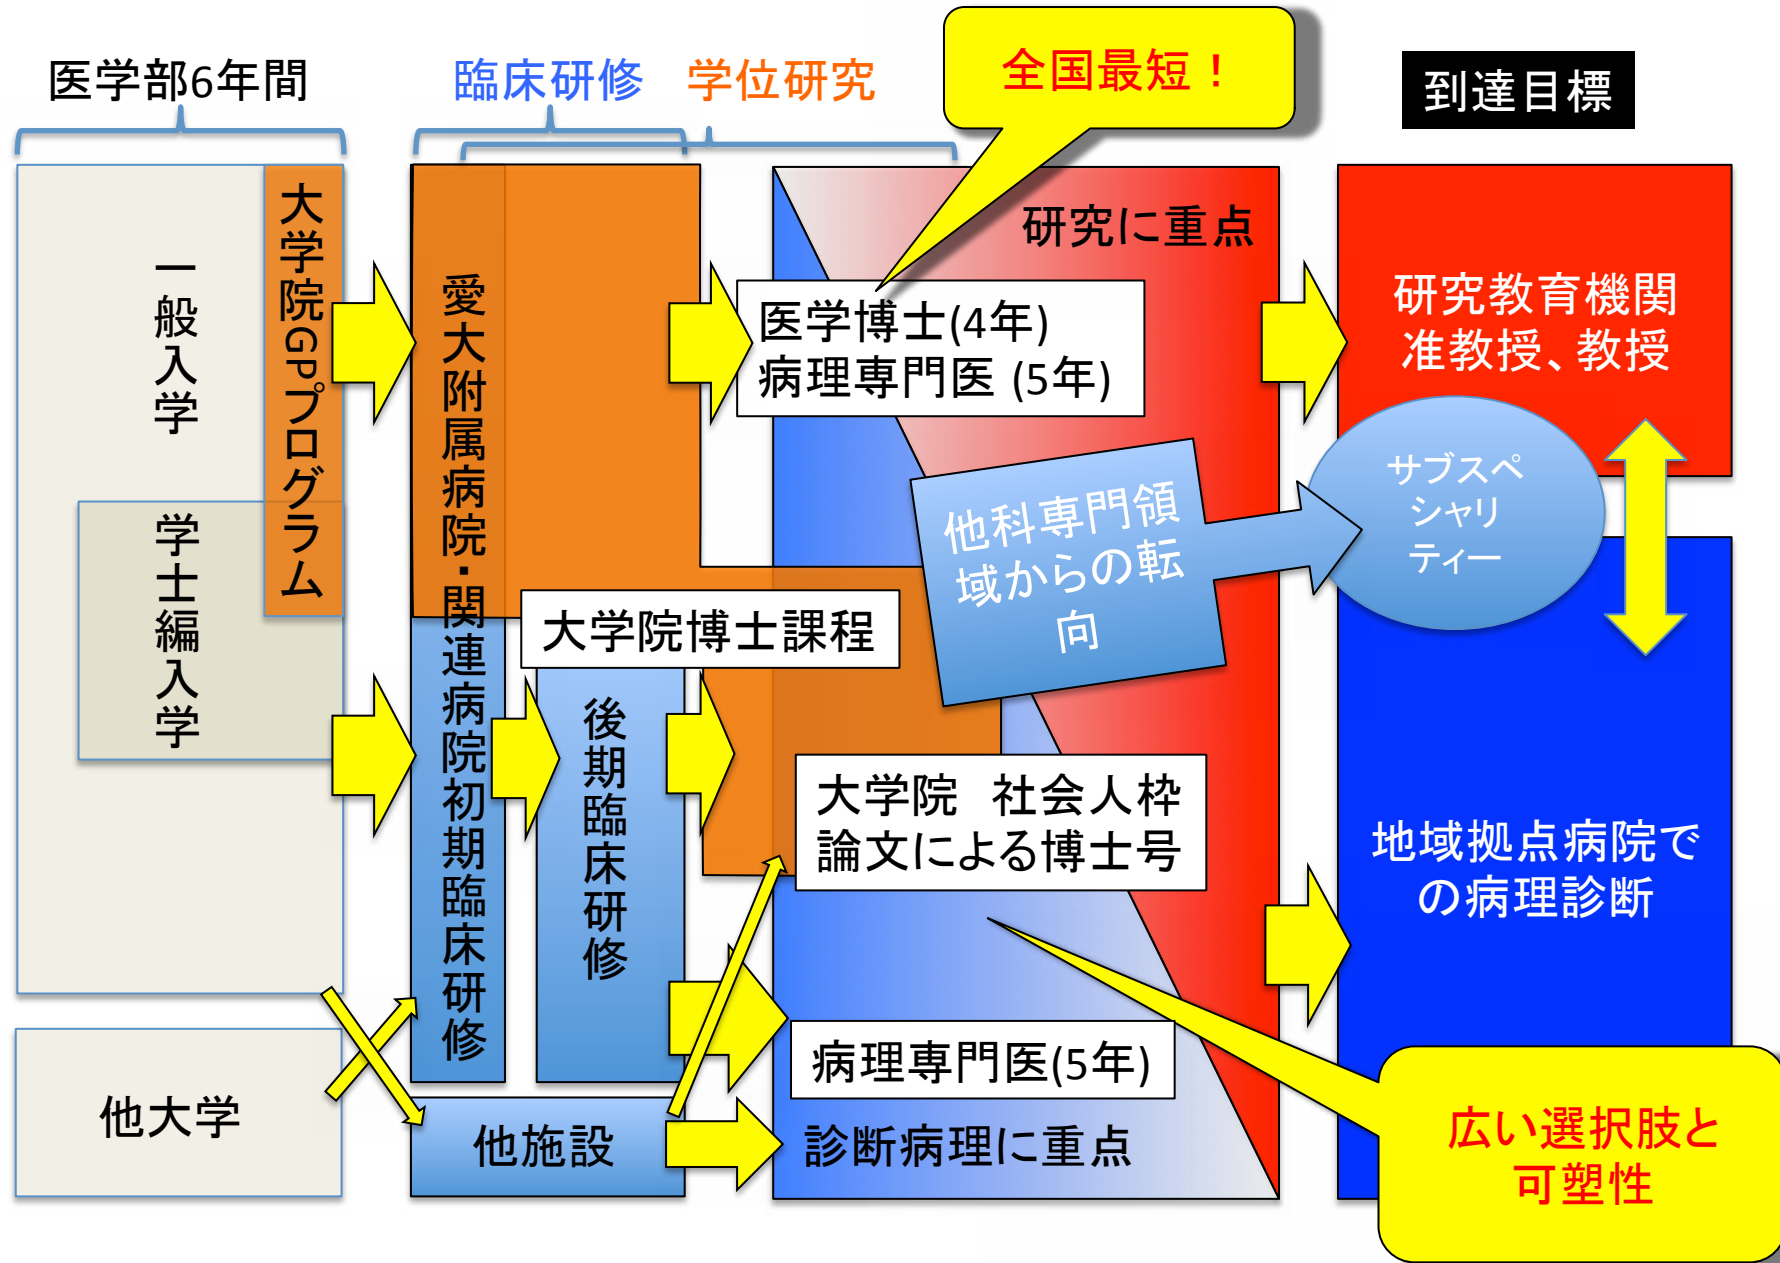 医学部6年間
臨床研修
学位研究
全国最短！
到達目標
一般入学
大学院GPプログラム
学士編入学
他大学
愛大附属病院・関連病院初期臨床研修
大学院博士課程
後期臨床研修
他施設
研究に重点
医学博士(4年)
病理専門医 (5年)
他科専門領
域からの転
向
大学院　社会人枠
論文による博士号
病理専門医(5年)
診断病理に重点
研究教育機関
准教授、教授
サブスペ
シャリ
ティー
地域拠点病院で
の病理診断
広い選択肢と
可塑性